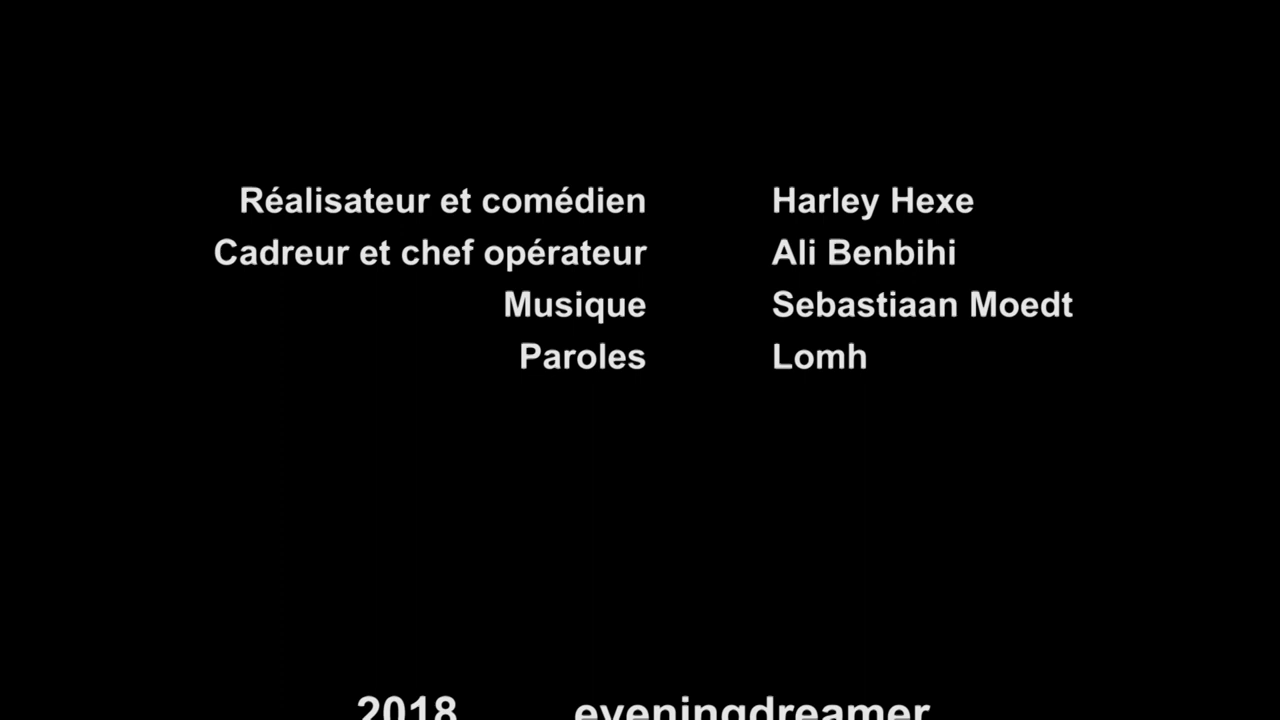 Réalisateur et comédien Harley Hexe
Cadreur et chef opérateur Ali Benbihi
Musique Sebastiaan Moedt
Paroles Lomh
2018 eveningdreamer